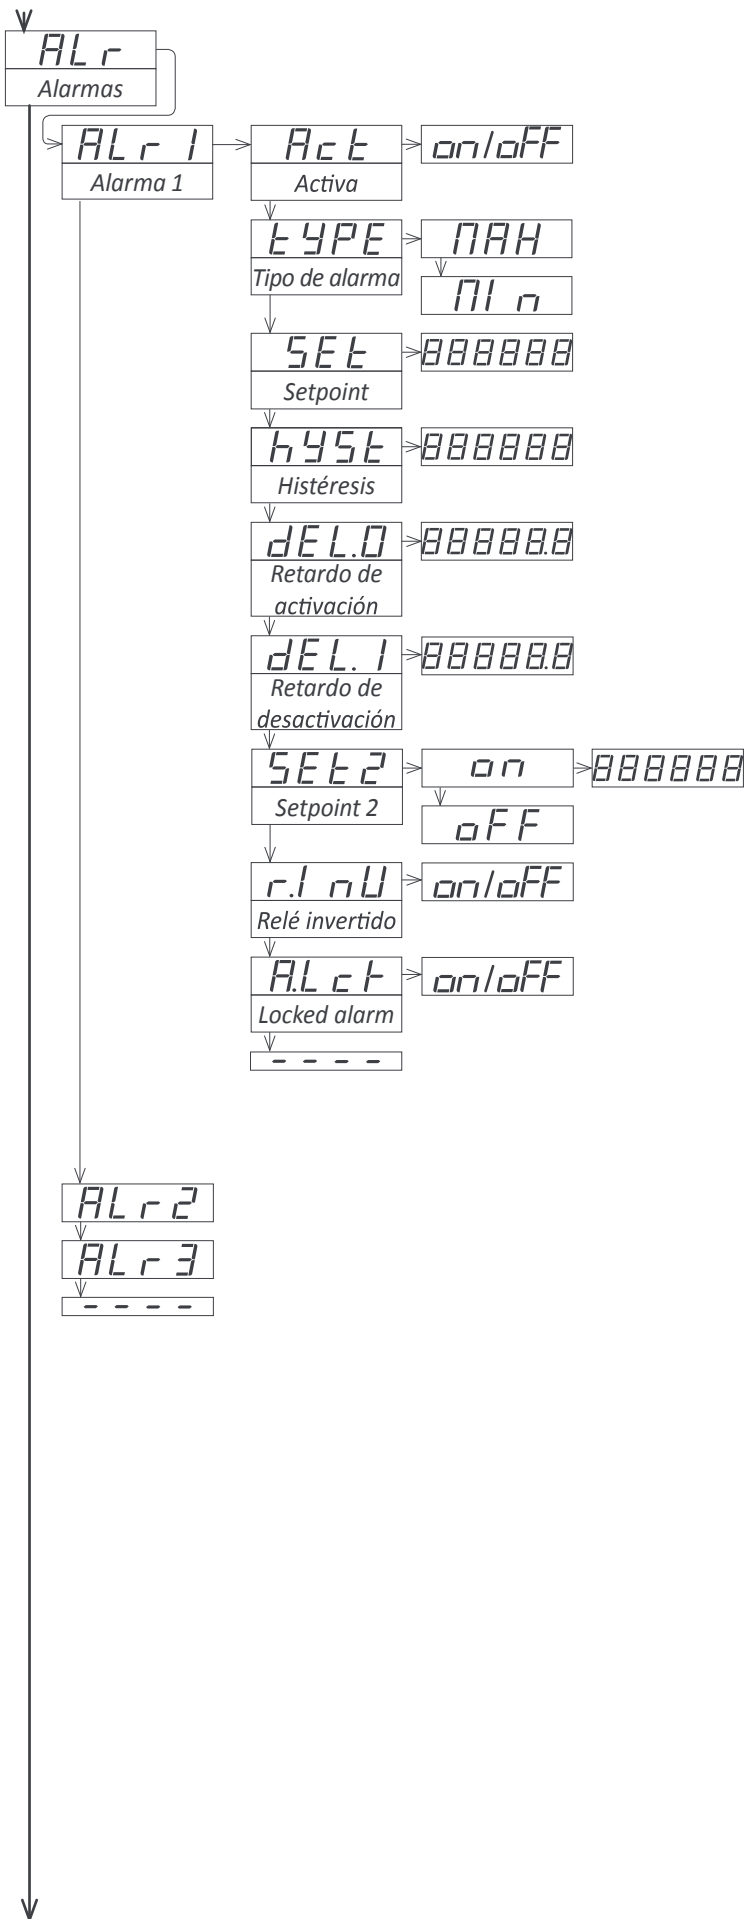 ALr
Alarmas
ALr 1
Alarma 1
Act
Activa
on/oFF
tYPE
Tipo de alarma
MAH
MIn
SEt
Setpoint
888888
hYSt
Histéresis
888888
dEL.0
Retardo de
activación
88888.8
dEL.1
Retardo de
desactivación
88888.8
SEt2
Setpoint 2
on
888888
oFF
r.InU
Relé invertido
on/oFF
A.Lck
Locked alarm
on/oFF
- - - -
ALr2
ALr3
- - - -